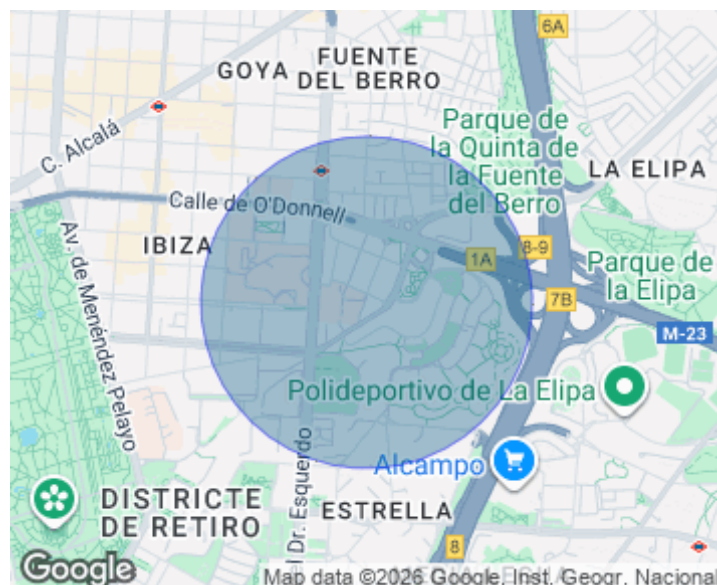 6A
FUENTE
DEL BERRO
GOYA
C. Alcalá
Parque de
la Quinta de
la Fuente
del Berro
LA ELIPA
Calle de O'Donnell
IBIZA
8-9
1A
Parque de
la Elipa
7B
M-23
Av. de Menéndez Pelayo
Polideportivo de La Elipa
Alcampo
DISTRICTE
DE RETIRO
ESTRELLA
el Dr. Esquerdo
8
Google
Map data ©2026 Google, Inst. Geogr. Nacional